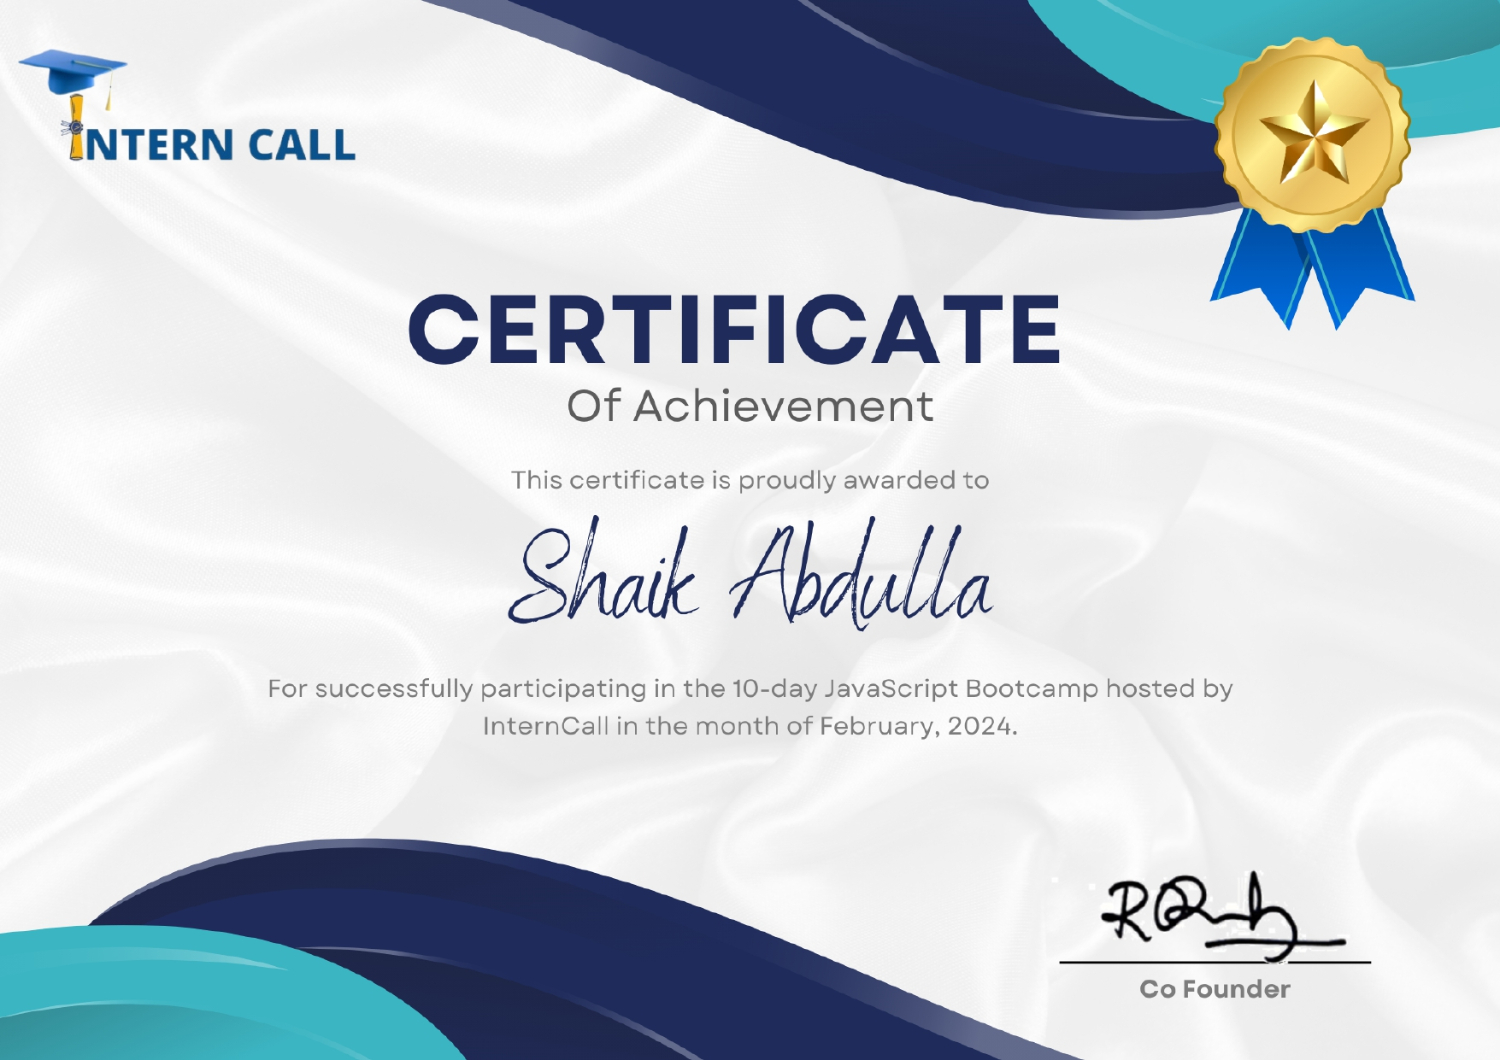 INTERN CALL
CERTIFICATE
Of Achievement
This certificate is proudly awarded to
Shaik Abdulla
For successfully participating in the 10-day JavaScript Bootcamp hosted by
InternCall in the month of February, 2024.
Co Founder